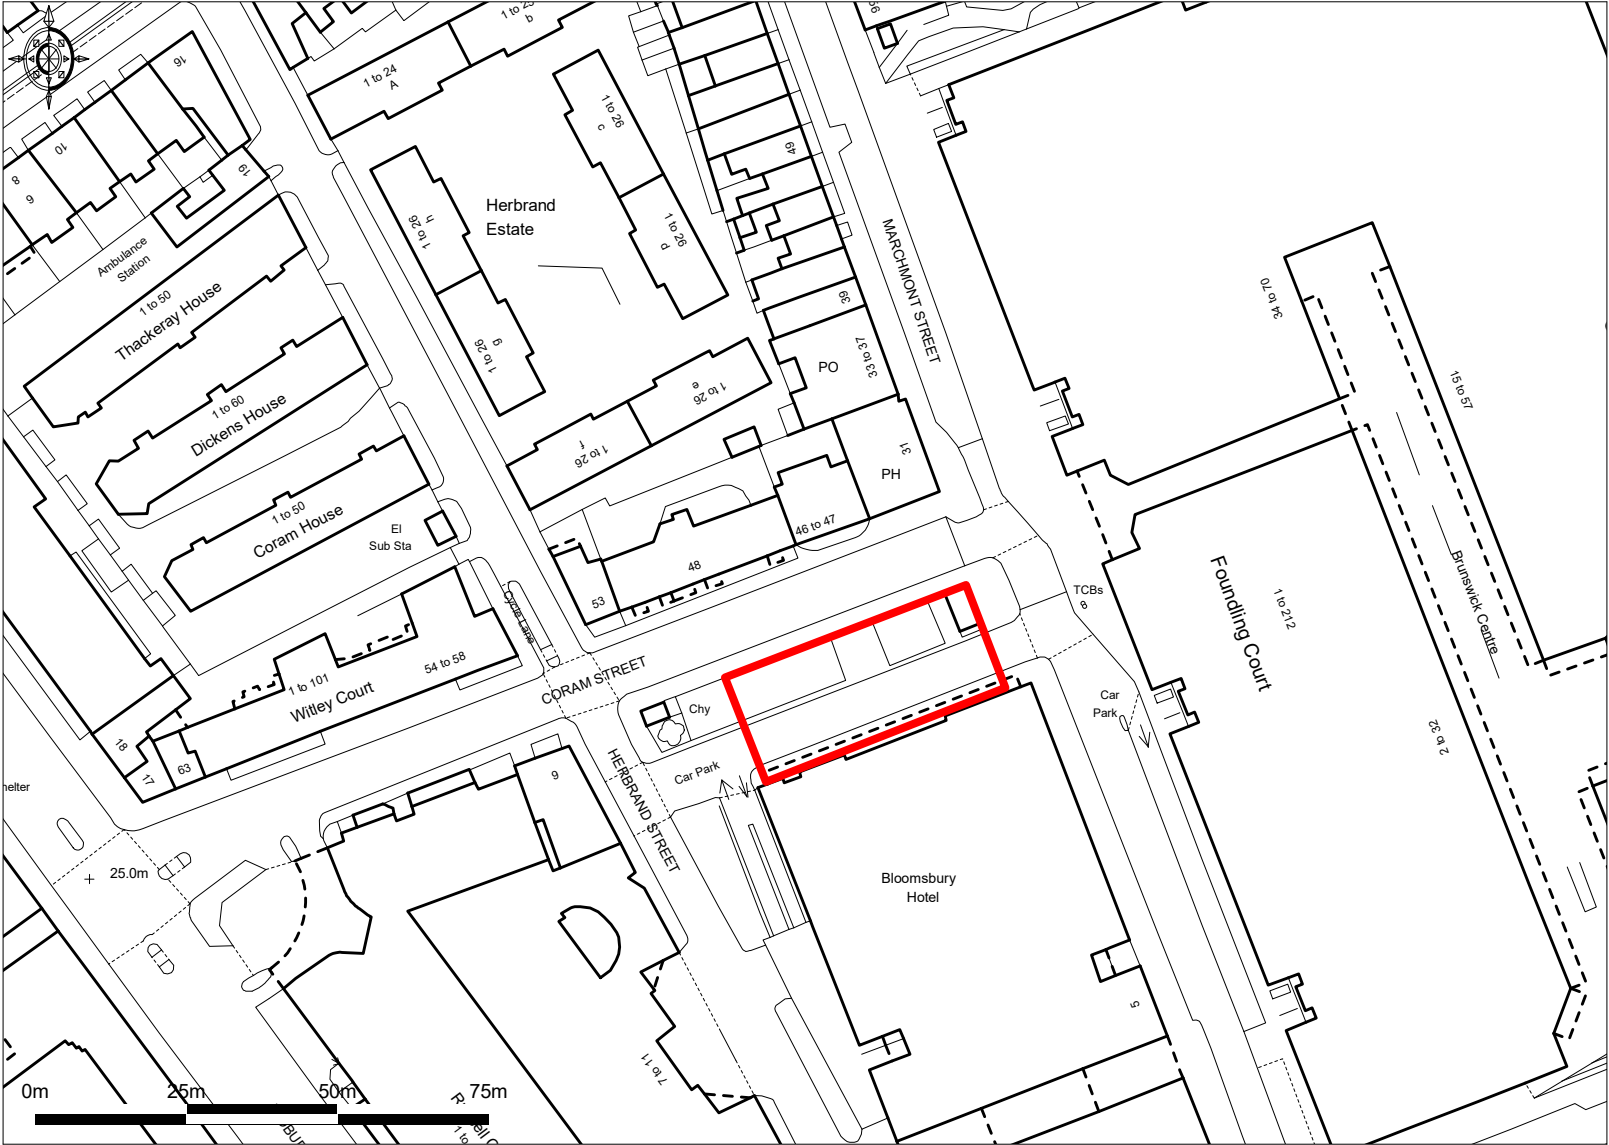 1 to 25
b
1 to 24
A
16
10
8
9
19
Ambulance
Station
1 to 26
c
49
Herbrand
Estate
1 to 26
h
1 to 26
d
MARCHMONT STREET
1 to 50
Thackeray House
39
34 to 70
1 to 26
g
33 to 37
PO
15 to 57
1 to 60
Dickens House
1 to 26
e
1 to 26
f
31
PH
1 to 50
Coram House
El
Sub Sta
46 to 47
48
53
Cycle Lane
TCBs
8
Foundling Court
1 to 212
Brunswick Centre
54 to 58
1 to 101
Witley Court
CORAM STREET
Chy
Car
Park
2 to 32
18
17
63
HERBRAND STREET
Car Park
9
25.0m
Bloomsbury
Hotel
5
7 to 11
0m
25m
50m
75m